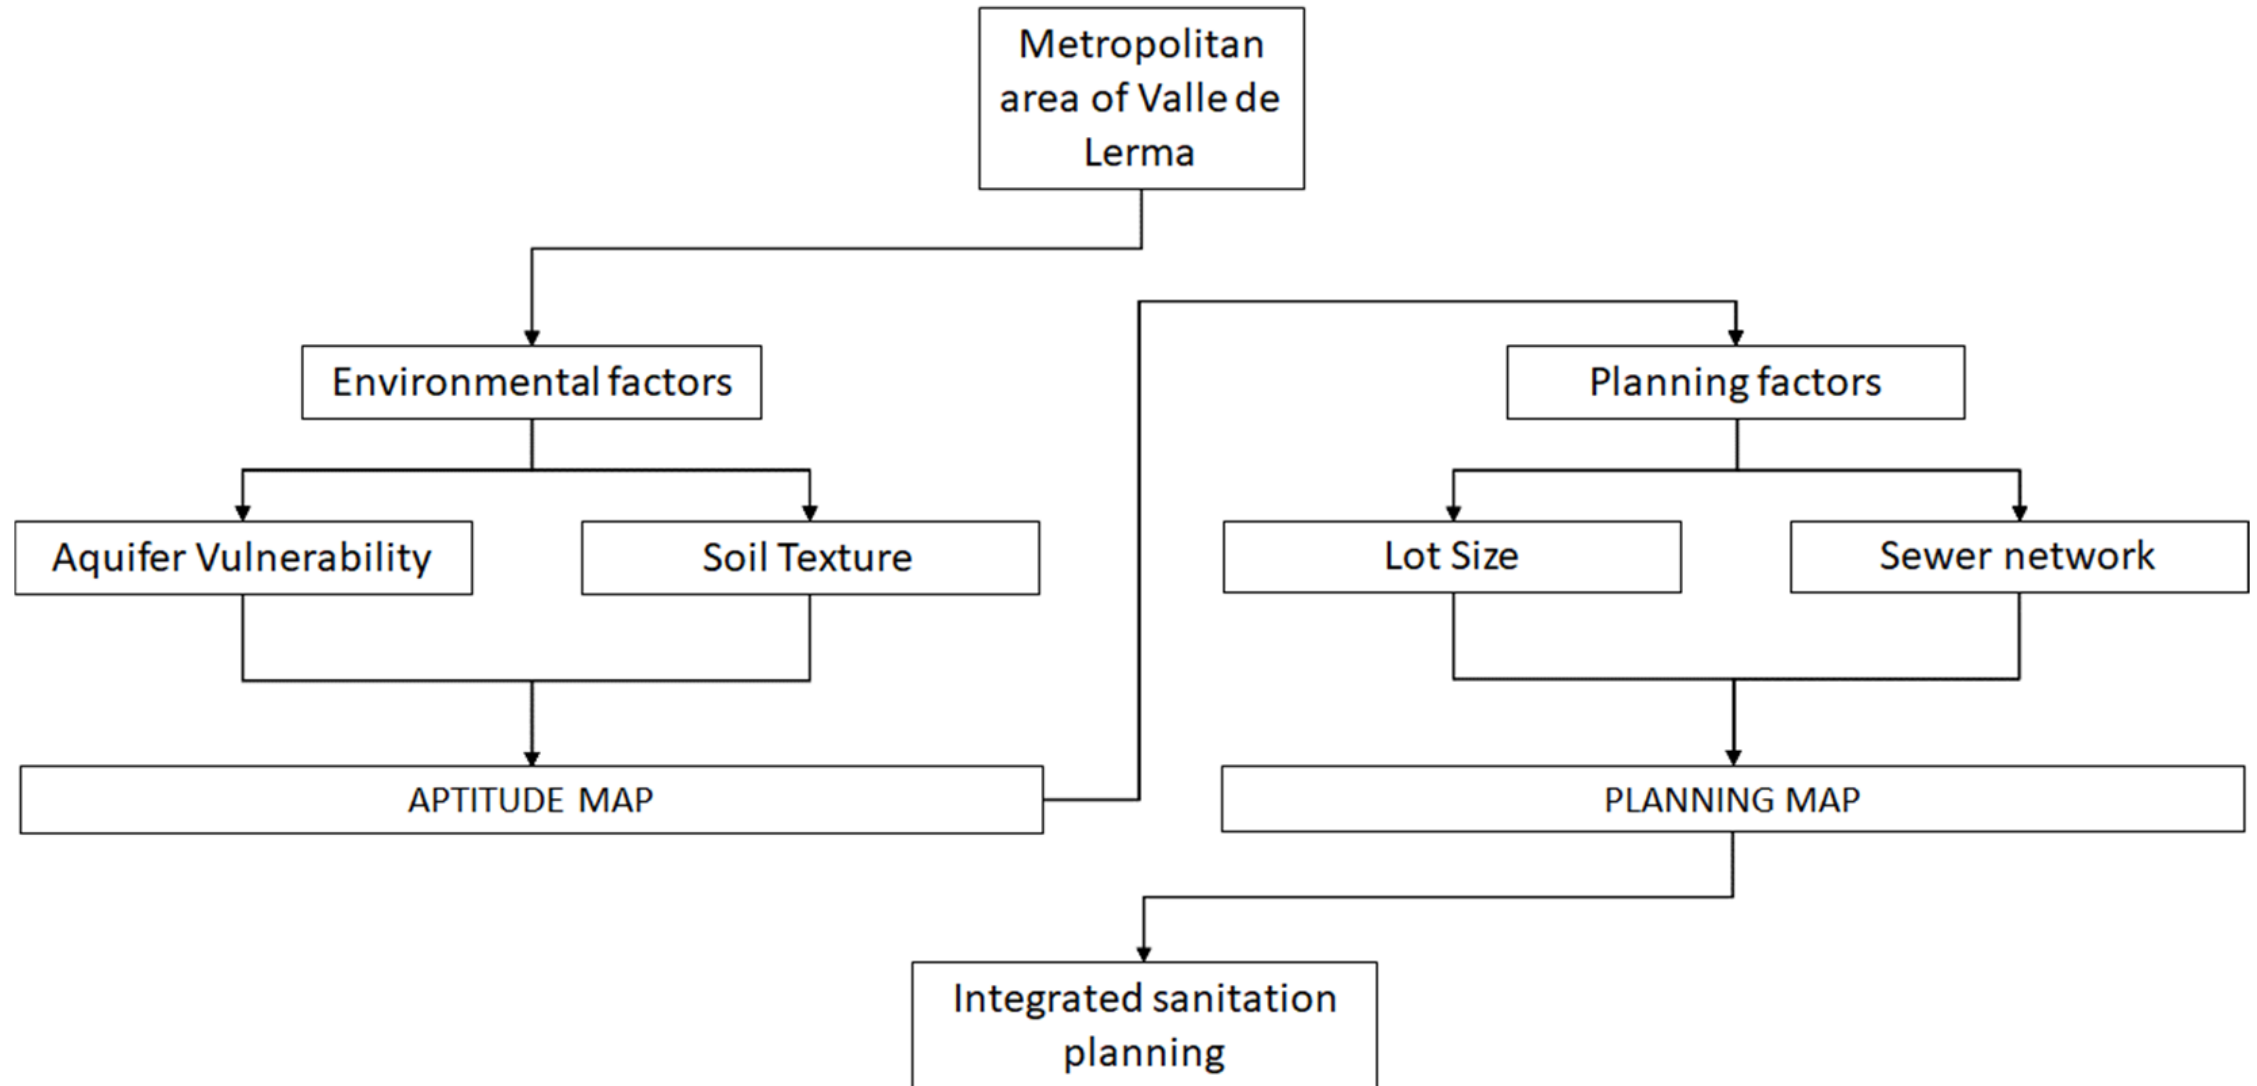 Metropolitan
area of Valle de
Lerma
Environmental factors
Planning factors
Aquifer Vulnerability
Soil Texture
Lot Size
Sewer network
APTITUDE MAP
PLANNING MAP
Integrated sanitation
planning